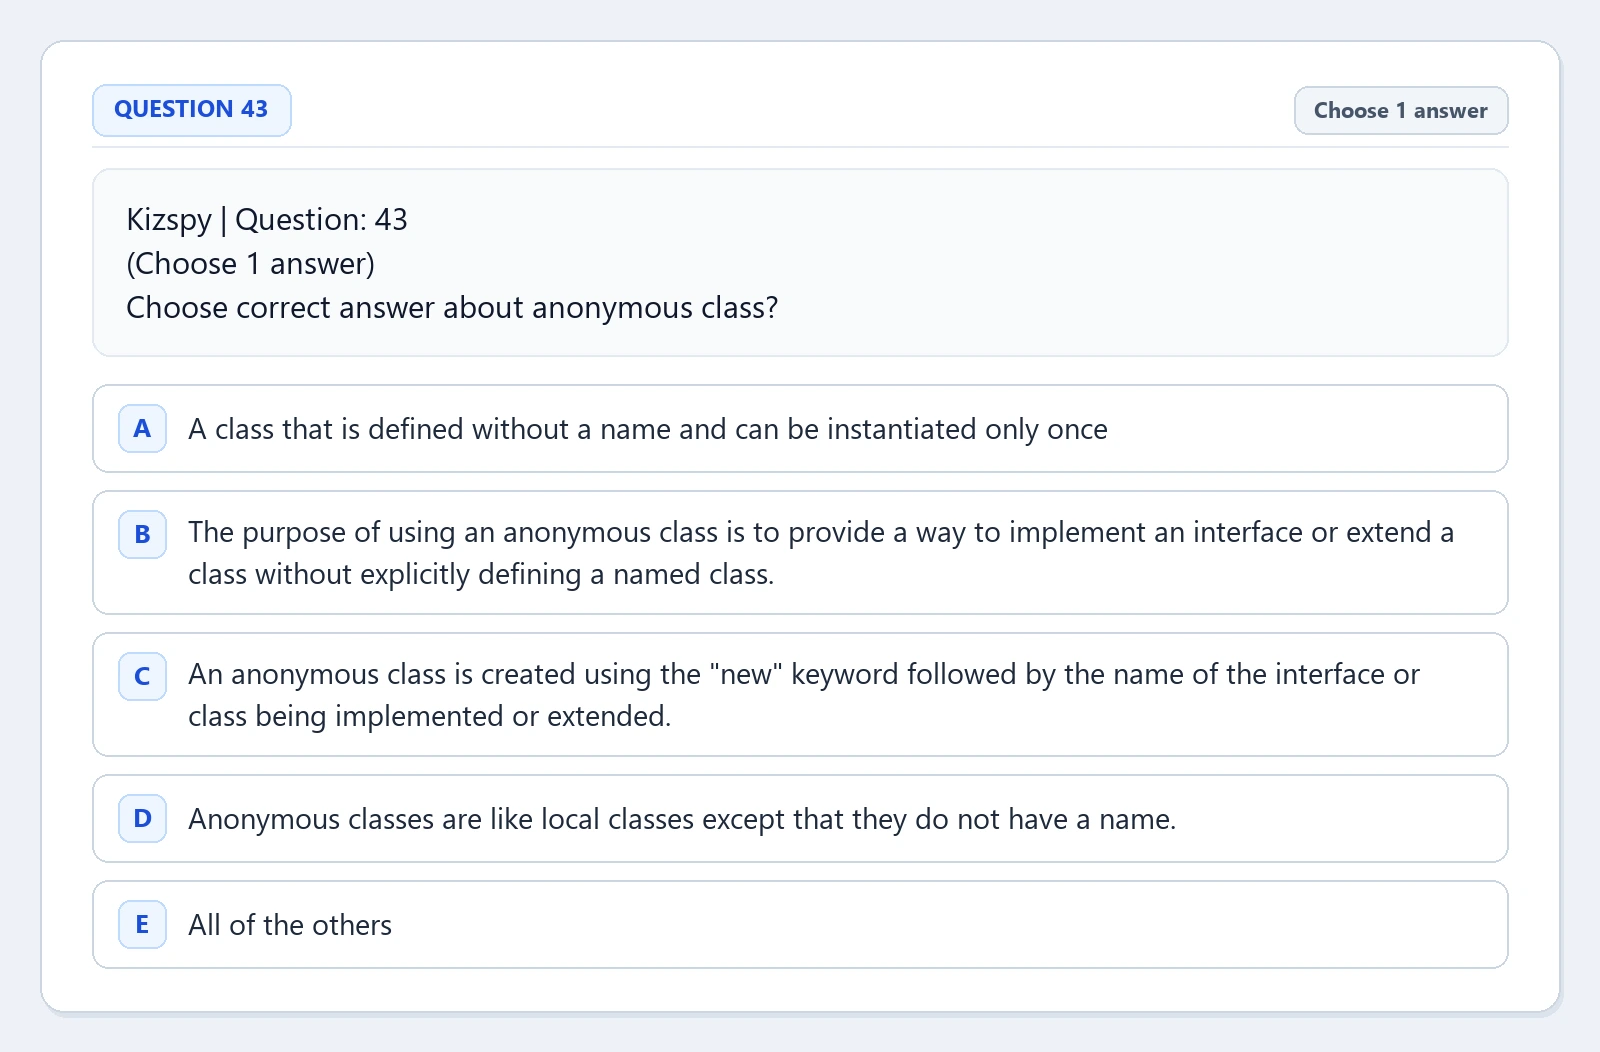 QUESTION 43
Choose 1 answer
Kizspy | Question: 43
(Choose 1 answer)
Choose correct answer about anonymous class?
A
A class that is defined without a name and can be instantiated only once
B
The purpose of using an anonymous class is to provide a way to implement an interface or extend a
class without explicitly defining a named class.
C
An anonymous class is created using the "new" keyword followed by the name of the interface or
class being implemented or extended.
D
Anonymous classes are like local classes except that they do not have a name.
E
All of the others